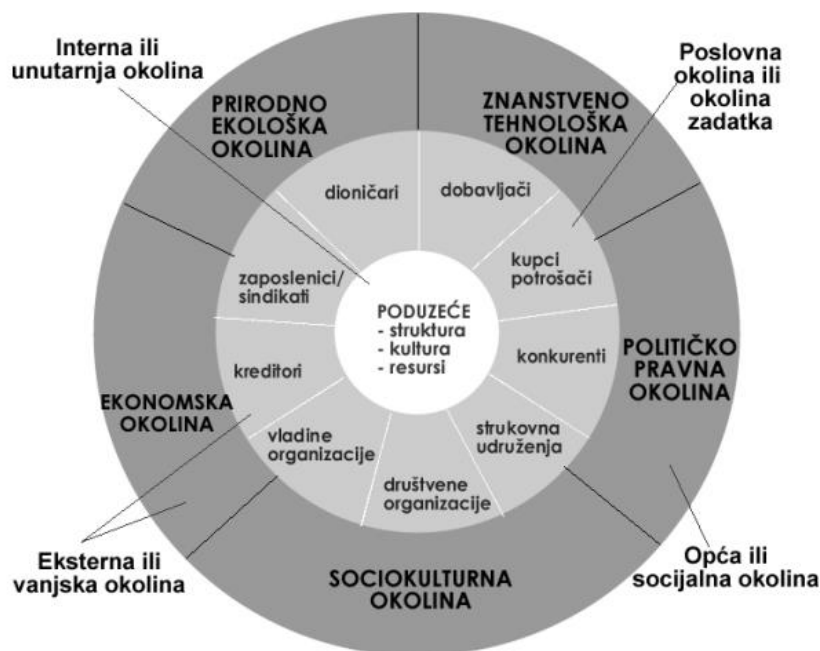 Interna ili
unutarnja okolina
Poslovna
okolina ili
okolina
zadatka
PRIRODNO
EKOLOŠKA
OKOLINA
ZNANSTVENO
TEHNOLOŠKA
OKOLINA
dioničari
dobavljači
zaposlenici/
sindikati
kupci
potrošači
PODUZEĆE
- struktura
- kultura
- resursi
kreditori
konkurenti
EKONOMSKA
OKOLINA
POLITIČKO
PRAVNA
OKOLINA
vladine
organizacije
strukovna
udruženja
društvene
organizacije
Eksterna ili
vanjska okolina
SOCIOKULTURNA
OKOLINA
Opća ili
socijalna okolina